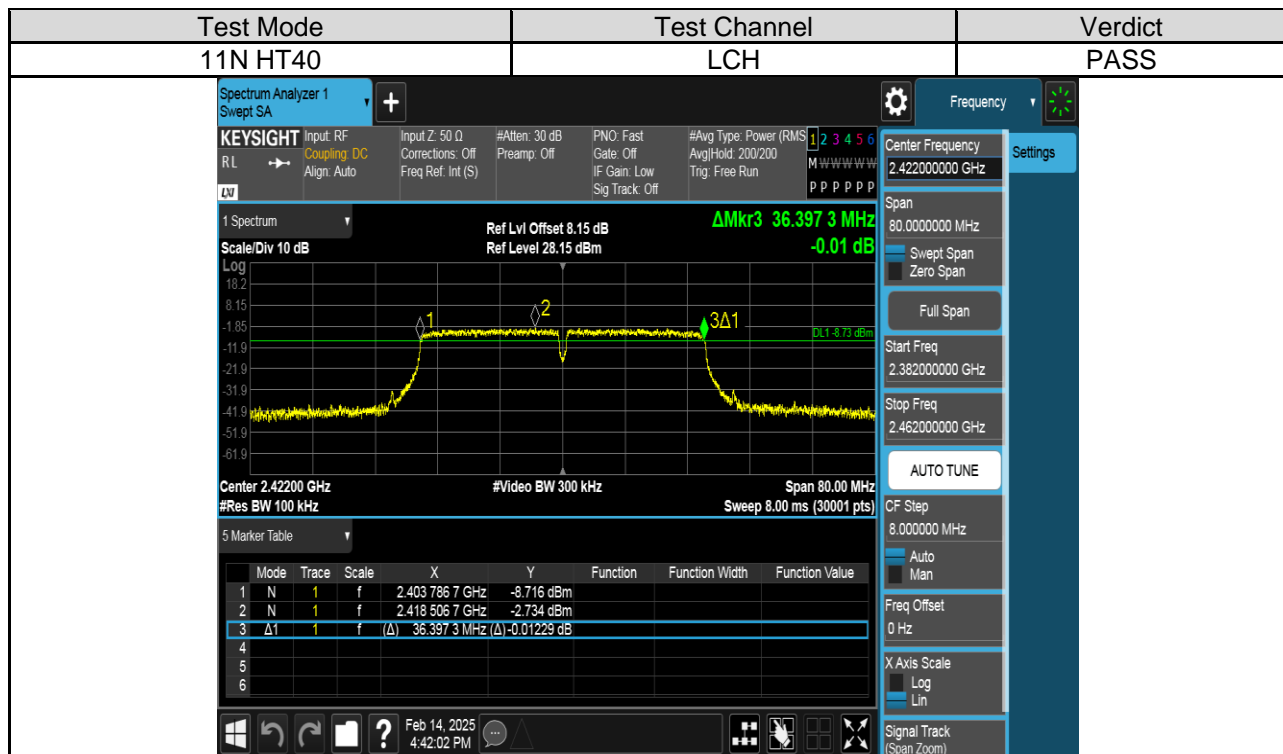 Test Mode Test Channel Verdict
11N HT40 LCH PASS
Spectrum Analyzer 1
Swept SA
+
Frequency
KEYSIGHT Input: RF Input Z: 50 Ω #Atten: 30 dB PNO: Fast #Avg Type: Power (RMS 1 2 3 4 5 6
RL Coupling: DC Corrections: Off Preamp: Off Gate: Off Avg|Hold: 200/200 M W W W W W
Align: Auto Freq Ref: Int (S) IF Gain: Low Trig: Free Run
LXI Sig Track: Off P P P P P P
1 Spectrum
Ref Lvl Offset 8.15 dB ΔMkr3 36.397 3 MHz
Scale/Div 10 dB Ref Level 28.15 dBm -0.01 dB
Log
18.2
8.15
-1.85
-11.9
-21.9
-31.9
-41.9
-51.9
-61.9
1
2
3Δ1
DL1 -8.73 dBm
Center 2.42200 GHz #Video BW 300 kHz Span 80.00 MHz
#Res BW 100 kHz Sweep 8.00 ms (30001 pts)
5 Marker Table
Mode Trace Scale X Y Function Function Width Function Value
1 N 1 f 2.403 786 7 GHz -8.716 dBm
2 N 1 f 2.418 506 7 GHz -2.734 dBm
3 Δ1 1 f (Δ) 36.397 3 MHz (Δ) -0.01229 dB
4
5
6
?
Feb 14, 2025
4:42:02 PM
Center Frequency
2.422000000 GHz
Settings
Span
80.0000000 MHz
Swept Span
Zero Span
Full Span
Start Freq
2.382000000 GHz
Stop Freq
2.462000000 GHz
AUTO TUNE
CF Step
8.000000 MHz
Auto
Man
Freq Offset
0 Hz
X Axis Scale
Log
Lin
Signal Track
(Span Zoom)